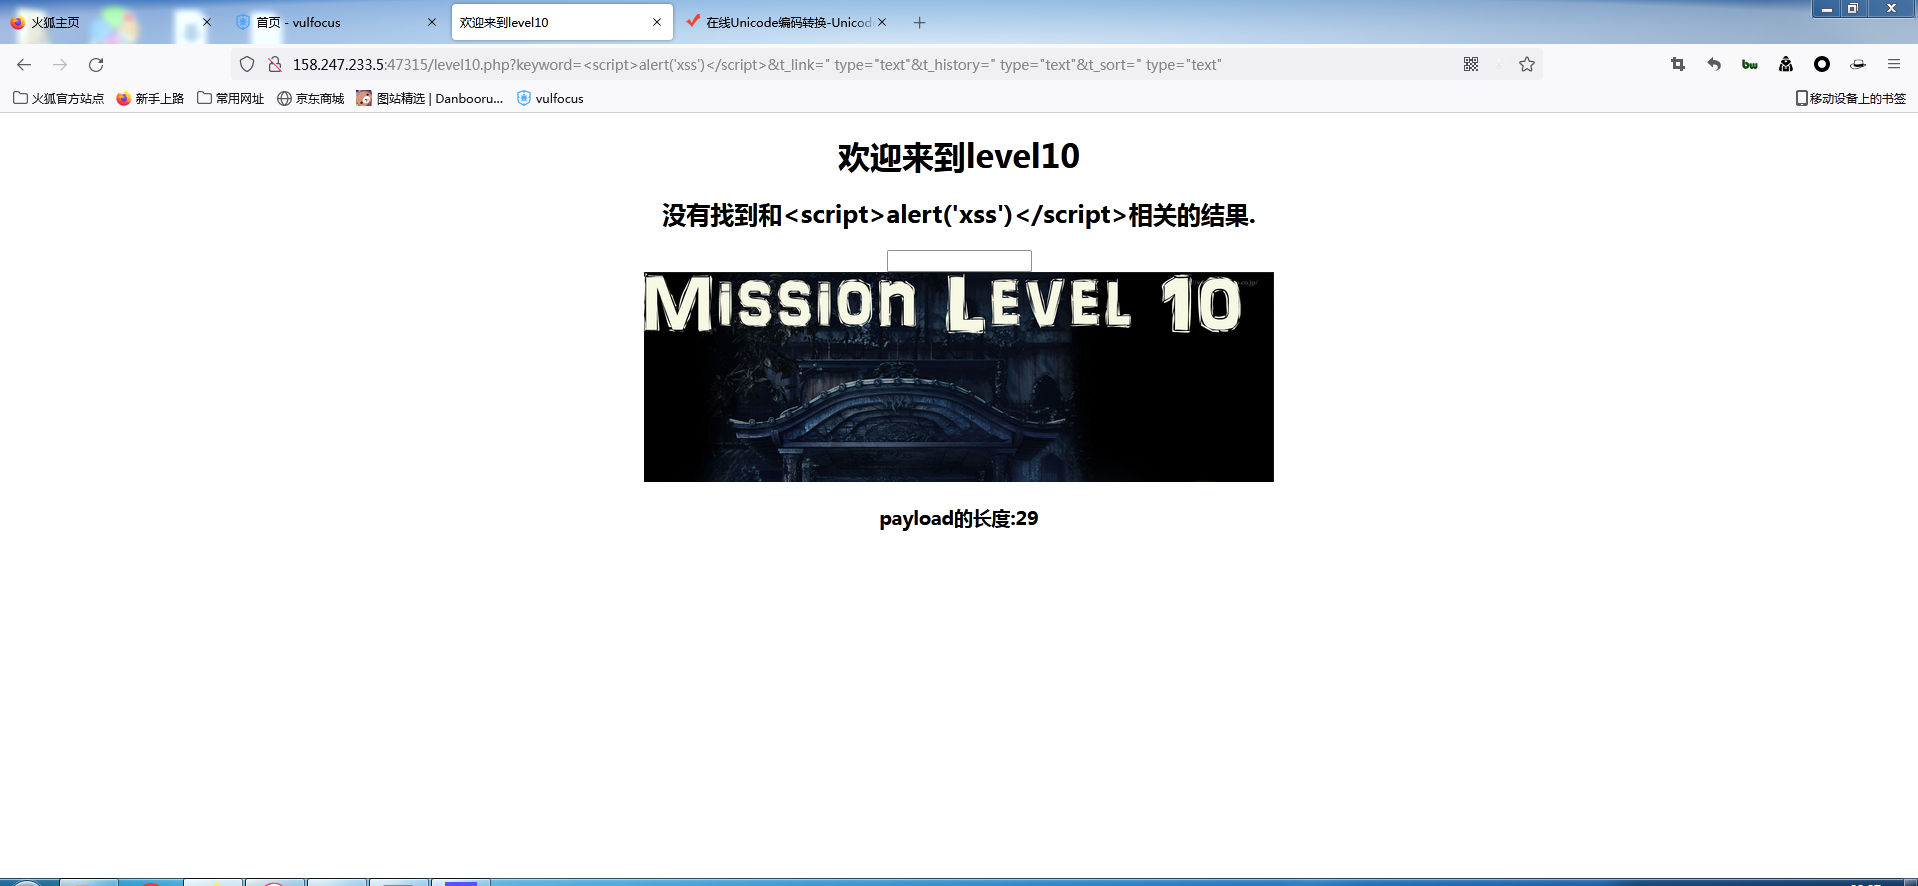 火狐主页
首页 - vulfocus
欢迎来到level10
在线Unicode编码转换-Unicod
158.247.233.5:47315/level10.php?keyword=<script>alert('xss')</script>&t_link=" type="text"&t_history=" type="text"&t_sort=" type="text"
火狐官方站点
新手上路
常用网址
京东商城
图站精选 | Danbooru...
vulfocus
移动设备上的书签
欢迎来到level10
没有找到和<script>alert('xss')</script>相关的结果.
Mission Level 10
payload的长度:29